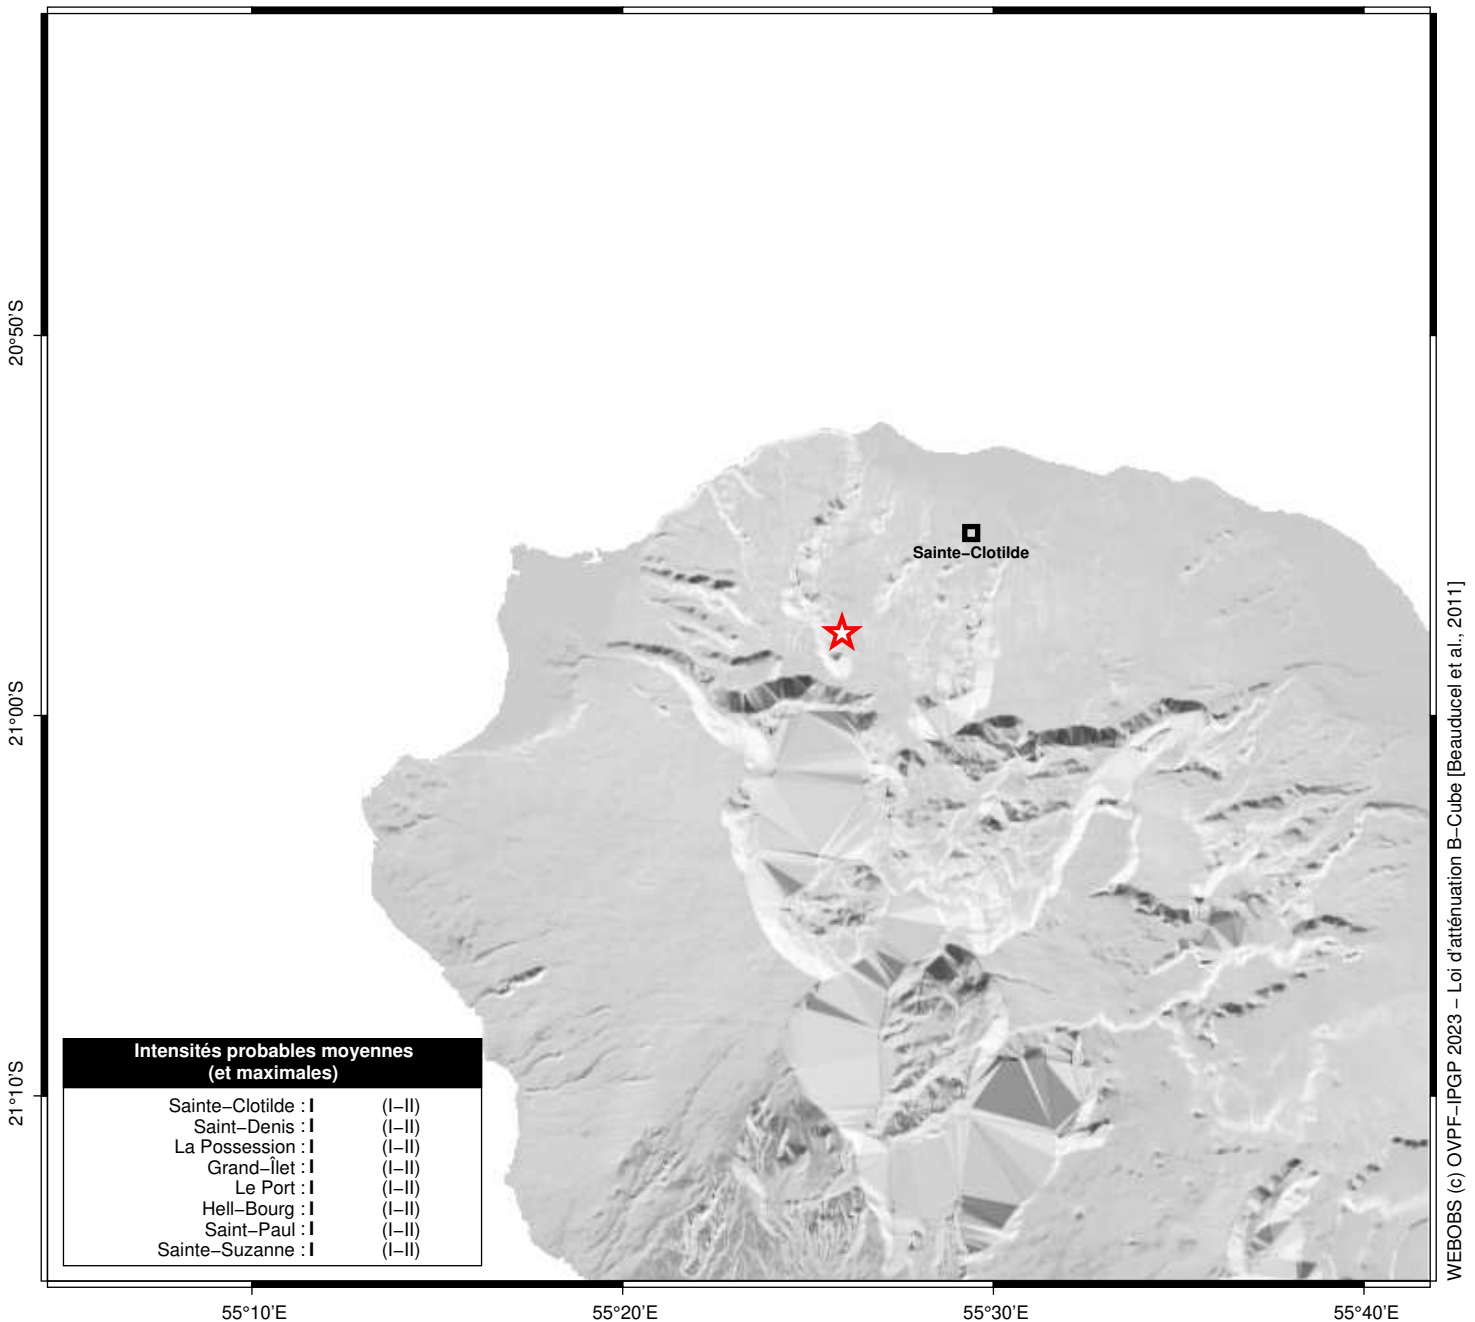 20°50'S
21°00'S
21°10'S
Sainte–Clotilde
Intensités probables moyennes
(et maximales)
Sainte–Clotilde : I (I–II)
Saint–Denis : I (I–II)
La Possession : I (I–II)
Grand–Îlet : I (I–II)
Le Port : I (I–II)
Hell–Bourg : I (I–II)
Saint–Paul : I (I–II)
Sainte–Suzanne : I (I–II)
55°10'E
55°20'E
55°30'E
55°40'E
WEBOBS (c) OVPF–IPGP 2023 – Loi d'atténuation B–Cube [Beauducel et al., 2011]